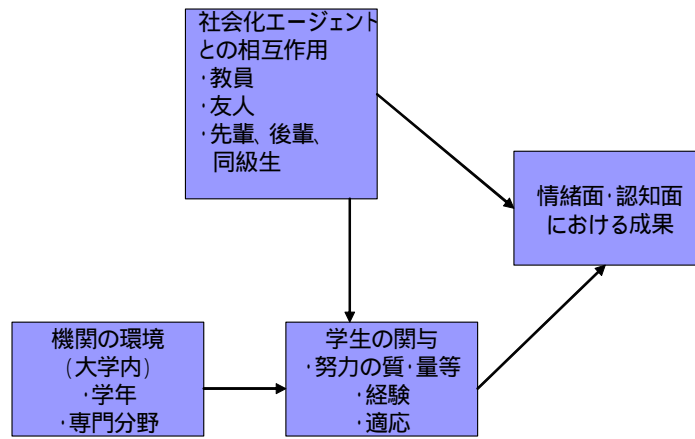 社会化エージェント
との相互作用
・教員
・友人
・先輩、後輩、
同級生
情緒面・認知面
における成果
機関の環境
(大学内)
・学年
・専門分野
学生の関与
・努力の質・量等
・経験
・適応